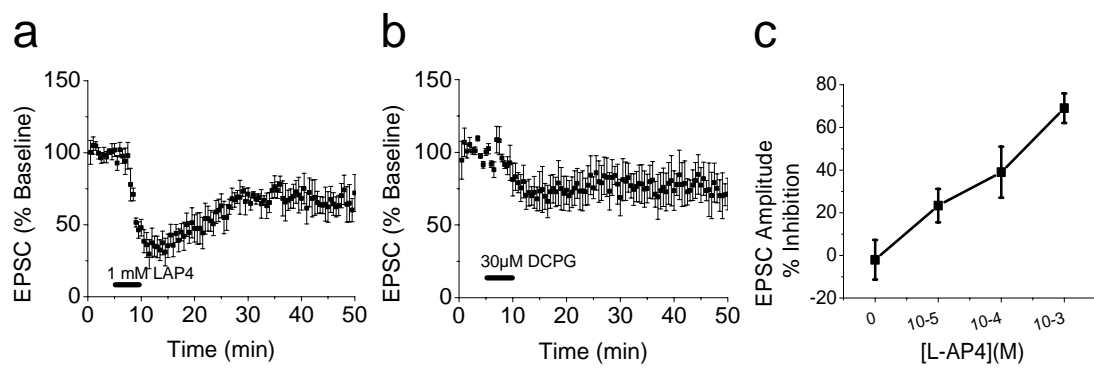 a
EPSC (% Baseline)
150
100
50
0
1 mM LAP4
0 10 20 30 40 50
Time (min)
b
EPSC (% Baseline)
150
100
50
0
30µM DCPG
0 10 20 30 40 50
Time (min)
c
EPSC Amplitude
% Inhibition
80
60
40
20
0
-20
0 10-5 10-4 10-3
[L-AP4](M)